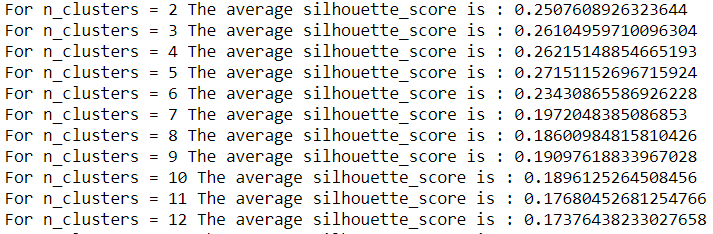 For n_clusters = 2 The average silhouette_score is : 0.2507608926323644
For n_clusters = 3 The average silhouette_score is : 0.26104959710096304
For n_clusters = 4 The average silhouette_score is : 0.26215148854665193
For n_clusters = 5 The average silhouette_score is : 0.27151152696715924
For n_clusters = 6 The average silhouette_score is : 0.23430865586926228
For n_clusters = 7 The average silhouette_score is : 0.1972048385086853
For n_clusters = 8 The average silhouette_score is : 0.18600984815810426
For n_clusters = 9 The average silhouette_score is : 0.19097618833967028
For n_clusters = 10 The average silhouette_score is : 0.1896125264508456
For n_clusters = 11 The average silhouette_score is : 0.17680452681254766
For n_clusters = 12 The average silhouette_score is : 0.17376438233027658